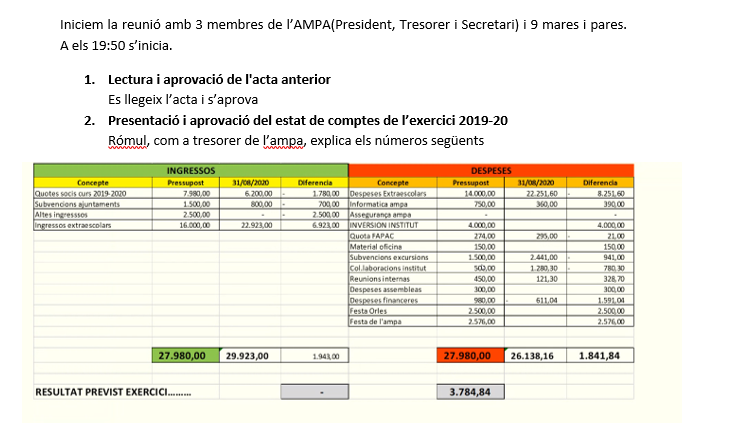 Iniciem la reunió amb 3 membres de l'AMPA(President, Tresorer i Secretari) i 9 mares i pares.
A els 19:50 s'inicia.
1. Lectura i aprovació de l'acta anterior
Es llegeix l'acta i s'aprova
2. Presentació i aprovació del estat de comptes de l'exercici 2019-20
Rómul, com a tresorer de l'ampa, explica els números següents
INGRESSOS DESPESES
Concepte Pressupost 31/08/2020 Diferencia Concepte Pressupost 31/08/2020 Diferencia
Quotes socis curs 2019-2020 7.980,00 6.200,00 - 1.780,00 Despeses Extraescolars 14.000,00 22.251,60 - 8.251,60
Subvencions ajuntaments 1.500,00 800,00 - 700,00 Informatica ampa 750,00 360,00 390,00
Altes ingresssos 2.500,00 - - 2.500,00 Assegurança ampa - -
Ingressos extraescolars 16.000,00 22.923,00 6.923,00 INVERSION INSTITUT 4.000,00 4.000,00
Quota FAPAC 274,00 295,00 - 21,00
Material oficina 150,00 150,00
Subvencions excursions 1.500,00 2.441,00 - 941,00
Col.laboracions institut 500,00 1.280,30 - 780,30
Reunions internas 450,00 121,30 328,70
Despeses assembleas 300,00 300,00
Despeses financeres 980,00 - 611,04 1.591,04
Festa Orles 2.500,00 2.500,00
Festa de l'ampa 2.576,00 2.576,00
27.980,00 29.923,00 1.943,00 27.980,00 26.138,16 1.841,84
RESULTAT PREVIST EXERCICI......... - 3.784,84